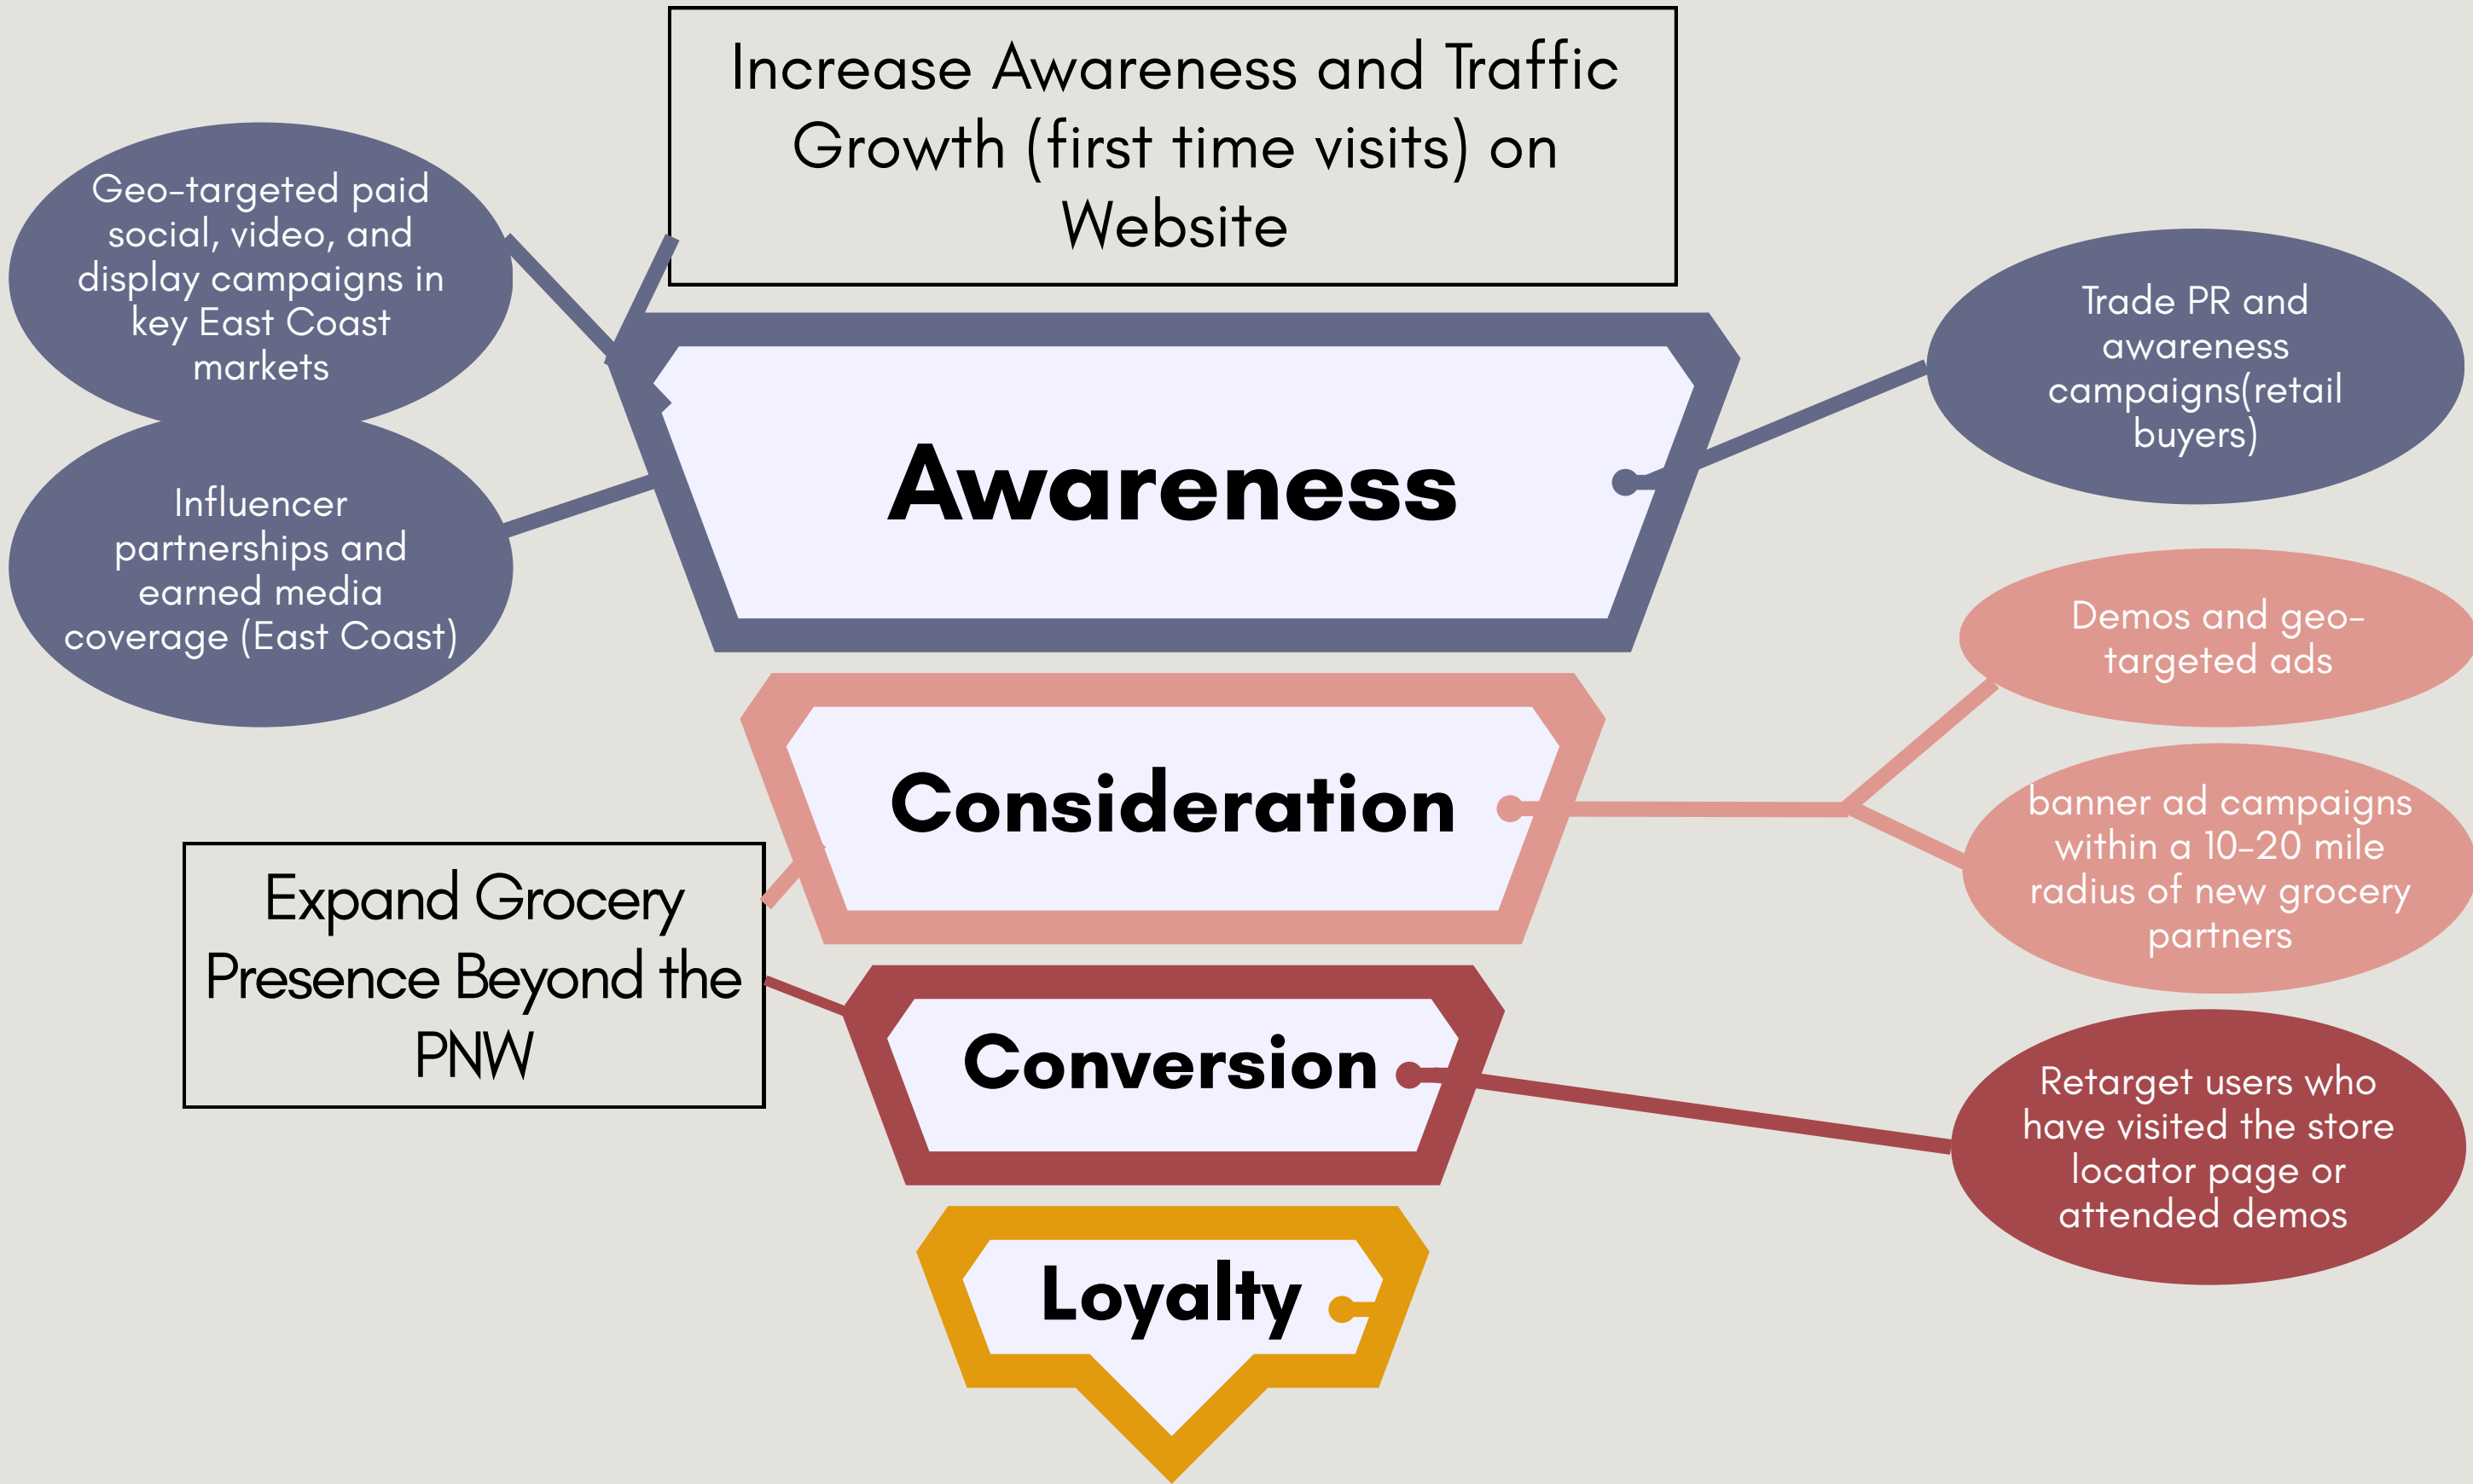 Increase Awareness and Traffic
Growth (first time visits) on
Website
Geo-targeted paid
social, video, and
display campaigns in
key East Coast
markets
Influencer
partnerships and
earned media
coverage (East Coast)
Trade PR and
awareness
campaigns(retail
buyers)
Awareness
Demos and geo-
targeted ads
Consideration
banner ad campaigns
within a 10-20 mile
radius of new grocery
partners
Expand Grocery
Presence Beyond the
PNW
Conversion
Retarget users who
have visited the store
locator page or
attended demos
Loyalty